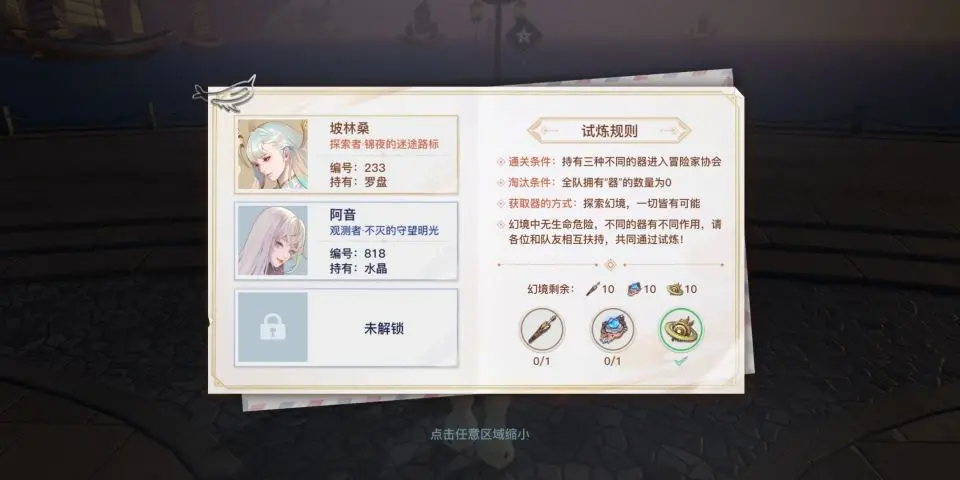 坡林桑
探索者·锦夜的迷途路标
编号：233
持有：罗盘
阿音
观测者·不灭的守望明光
编号：818
持有：水晶
未解锁
试炼规则
通关条件：持有三种不同的器进入冒险家协会
淘汰条件：全队拥有“器”的数量为0
获取器的方式：探索幻境，一切皆有可能
幻境中无生命危险，不同的器有不同作用，请
各位和队友相互扶持，共同通过试炼！
幻境剩余： 10 10 10
0/1 0/1
点击任意区域缩小